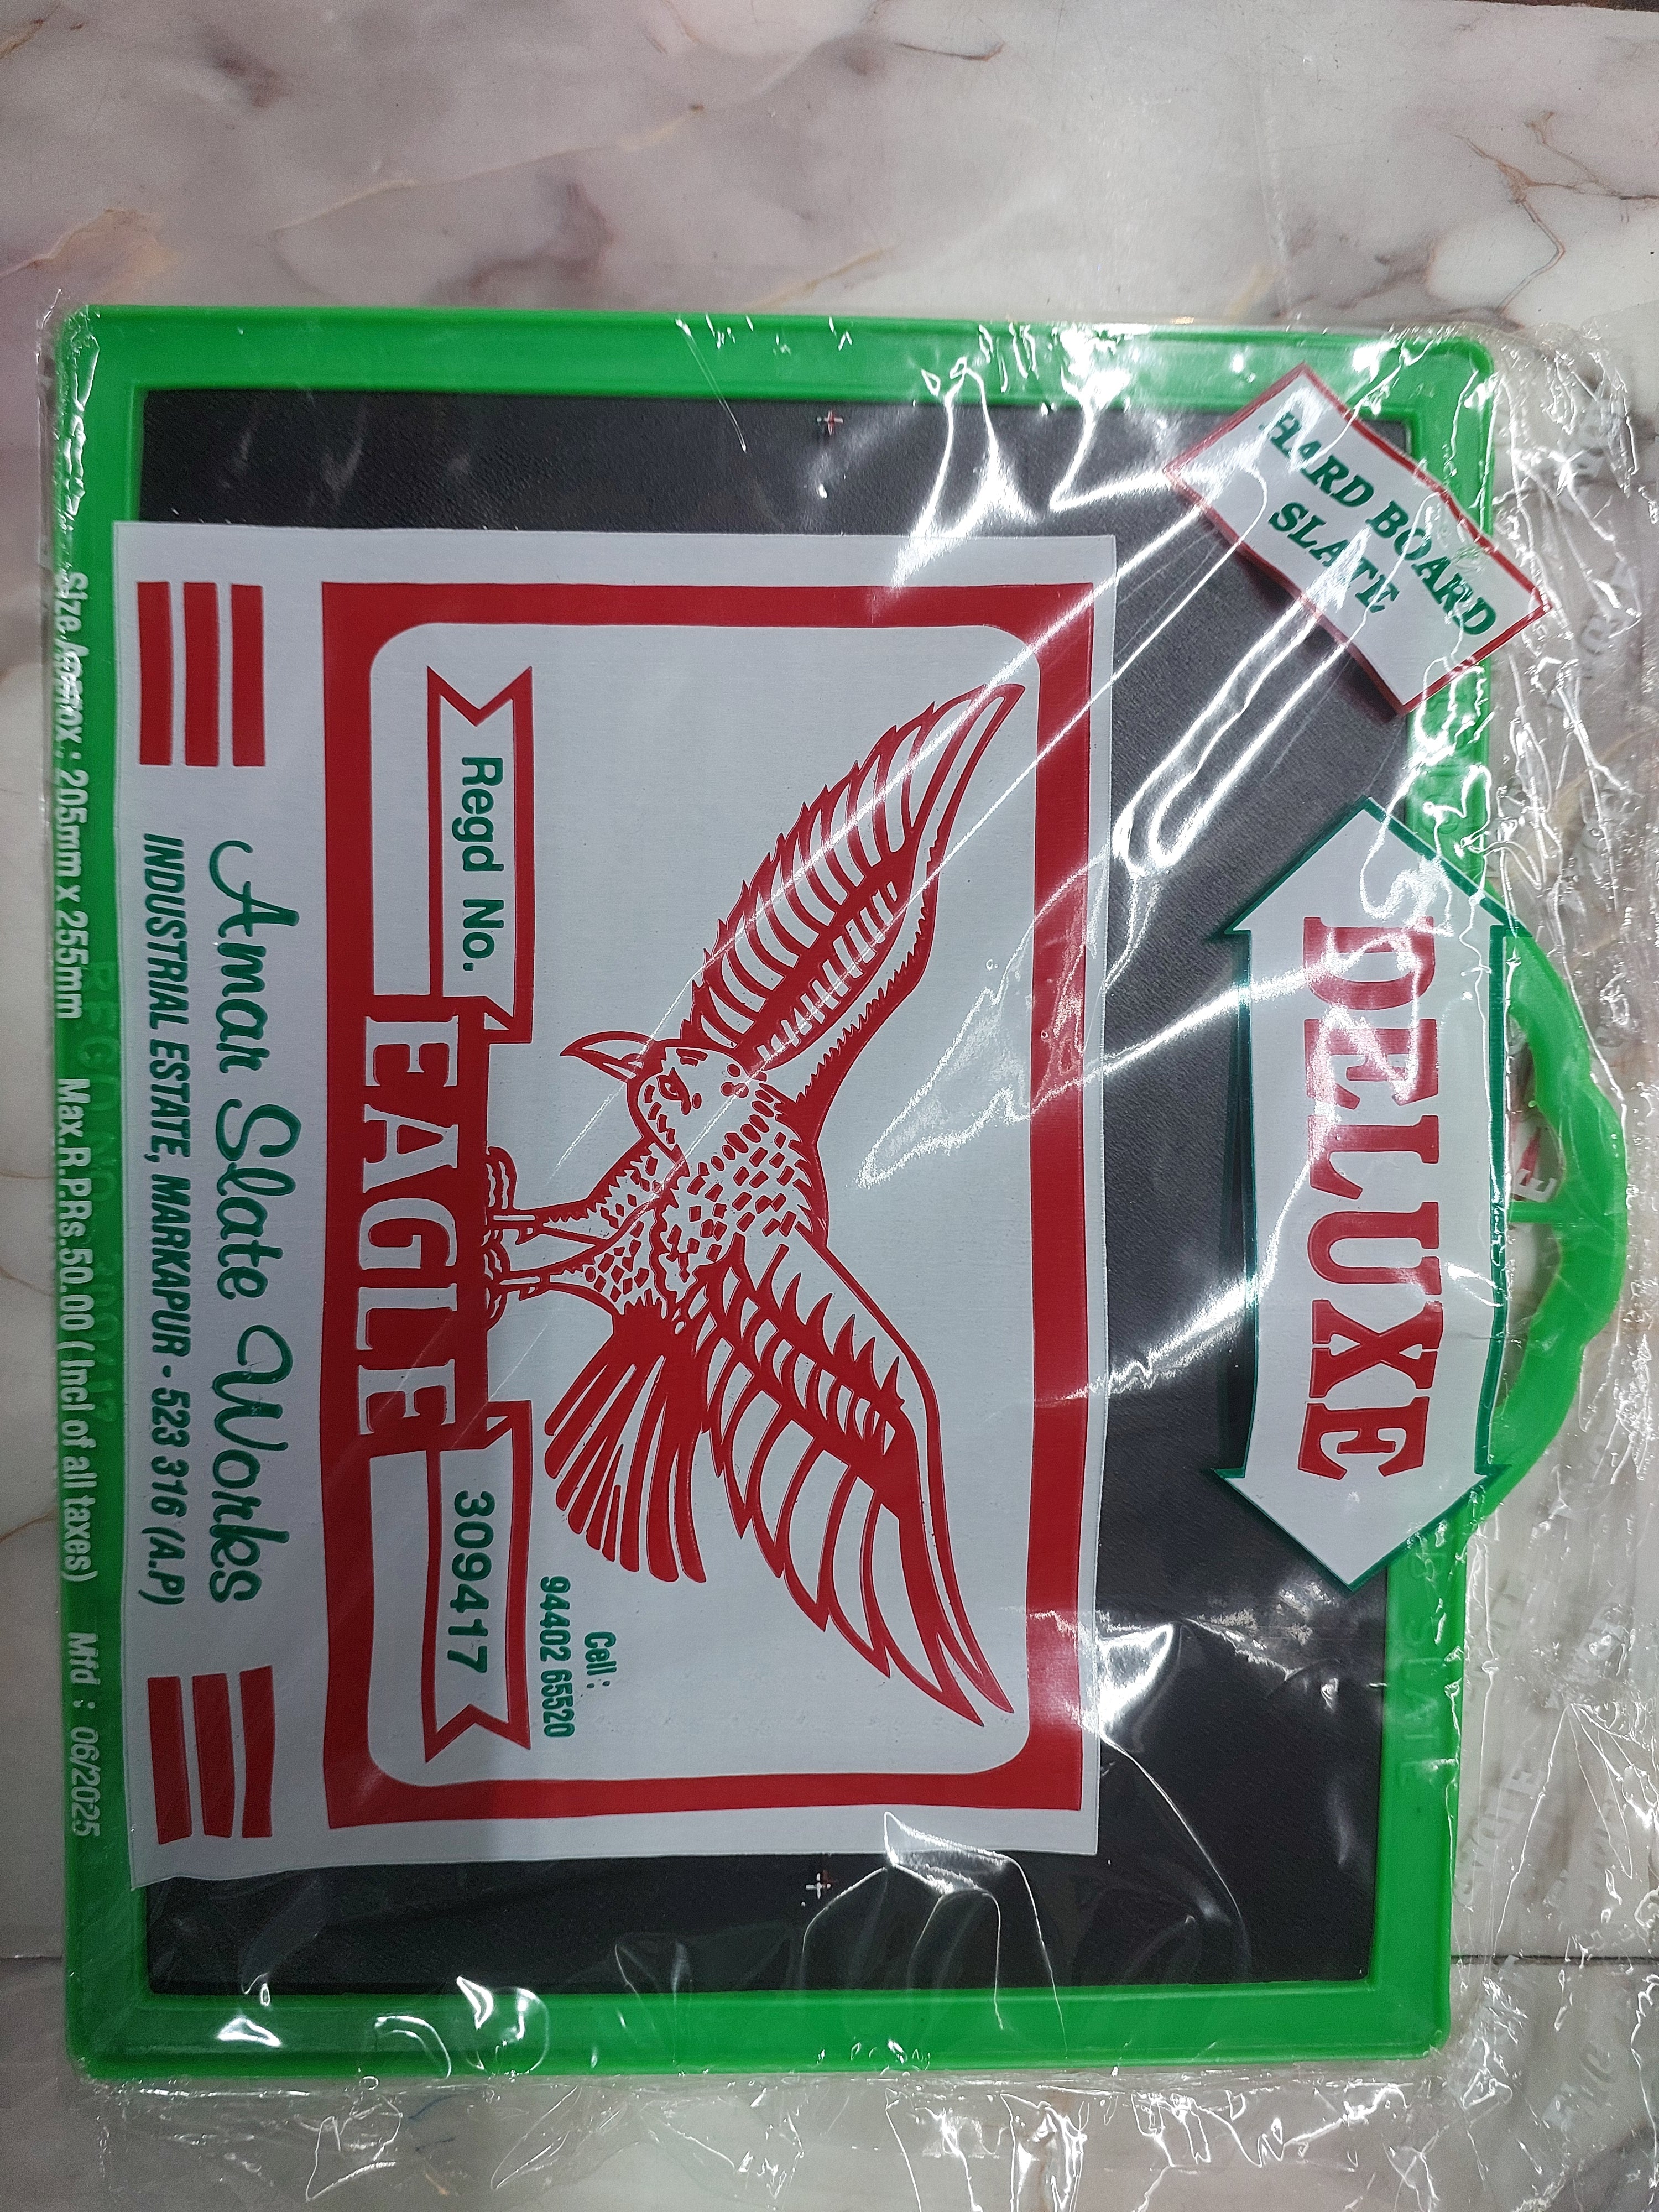 DELUXE
HARD BOARD
SLATE
Cell :
94402 65520
Regd No.
309417
EAGLE
Amar Slate Works
INDUSTRIAL ESTATE, MARKAPUR - 523 316 (A.P)
Size Approx : 205mm x 255mm Max.R.P.Rs.50.00 ( Incl of all taxes) Mfd : 06/2025